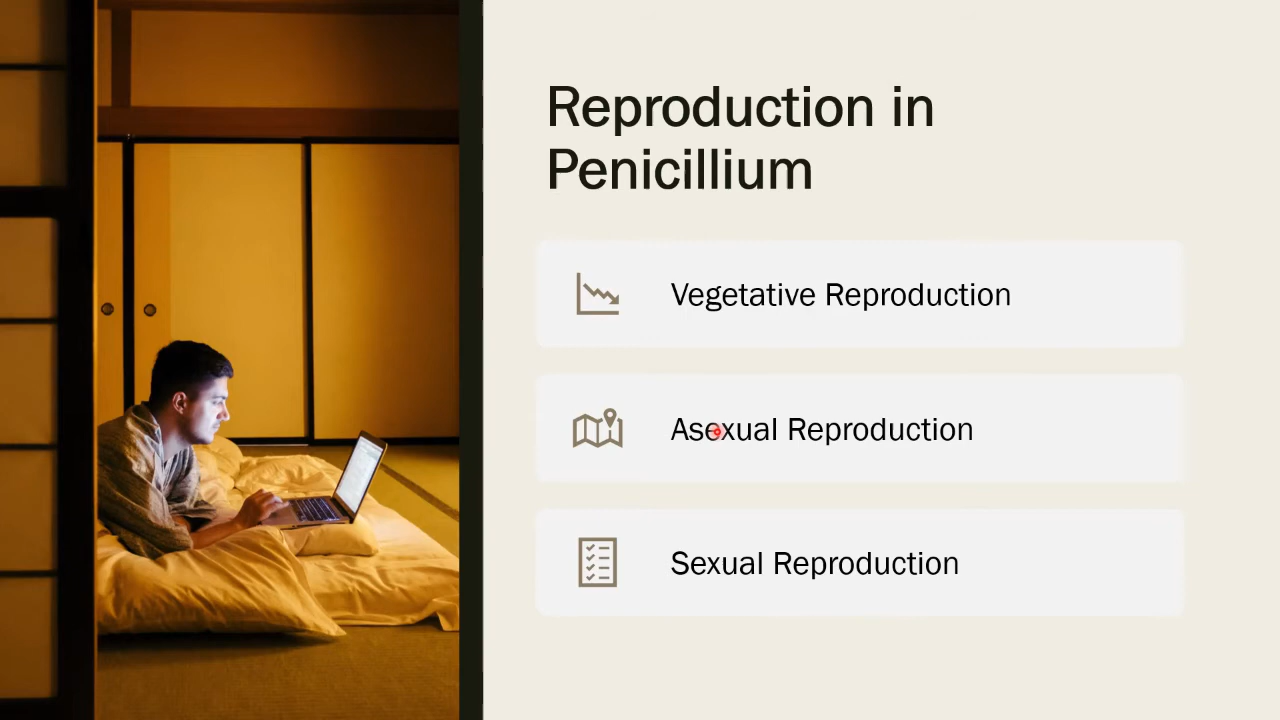 Reproduction in
Penicillium
Vegetative Reproduction
Asexual Reproduction
Sexual Reproduction